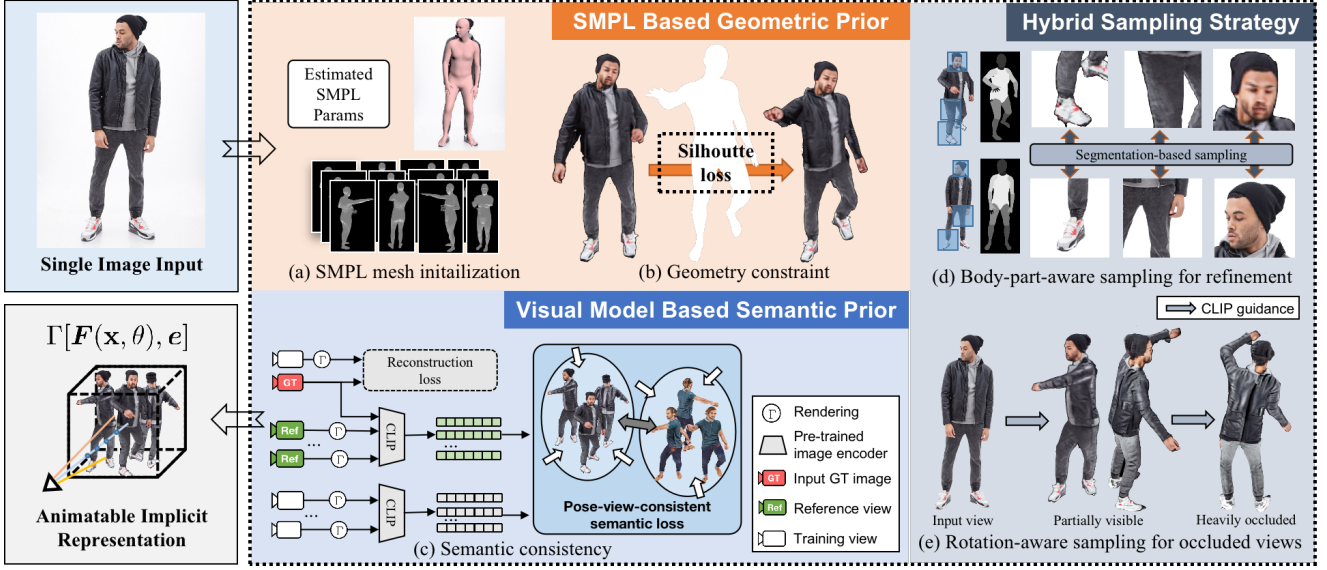 Single Image Input
Γ[F(x, θ), e]
Animatable Implicit
Representation
SMPL Based Geometric Prior
Estimated
SMPL
Params
(a) SMPL mesh initailization
Silhoutte
loss
(b) Geometry constraint
Visual Model Based Semantic Prior
Γ
GT
Reconstruction
loss
Ref
Γ
...
Ref
Γ
CLIP
...
Γ
...
Γ
CLIP
...
(c) Semantic consistency
Pose-view-consistent
semantic loss
Γ Rendering
Pre-trained
image encoder
GT Input GT image
Ref Reference view
Training view
Hybrid Sampling Strategy
Segmentation-based sampling
(d) Body-part-aware sampling for refinement
CLIP guidance
Input view
Partially visible
Heavily occluded
(e) Rotation-aware sampling for occluded views